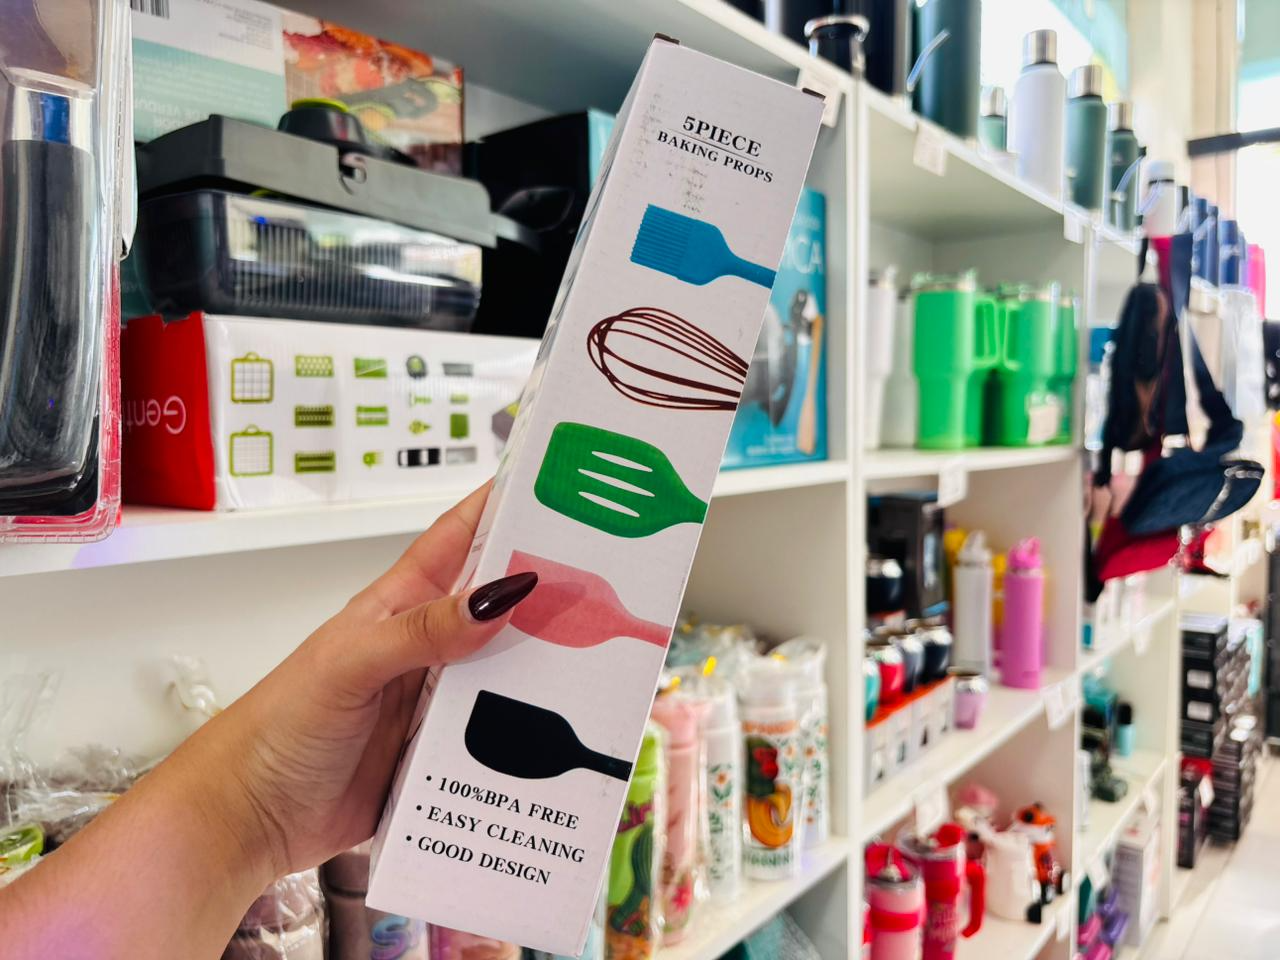 5PIECE
BAKING PROPS
• 100%BPA FREE
• EASY CLEANING
• GOOD DESIGN